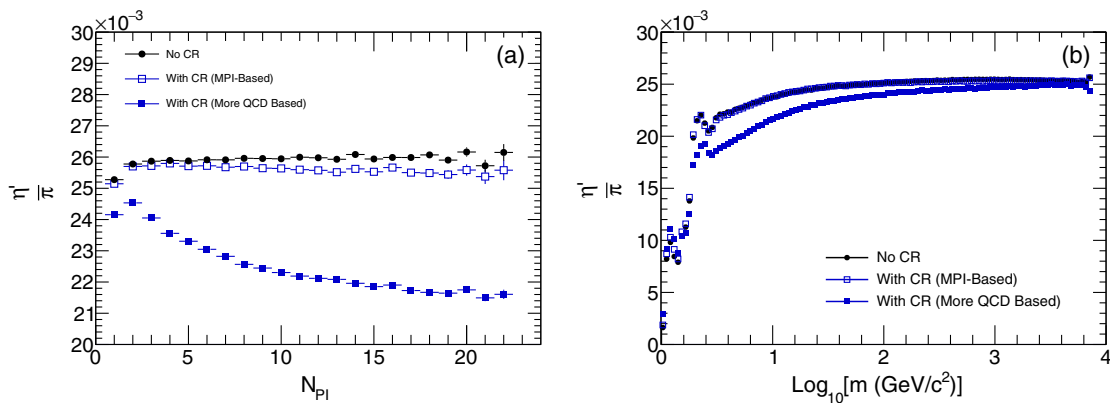 ×10⁻³
30
29
28
27
26
25
24
23
22
21
20
η'
π
0 5 10 15 20
N_PI
No CR
With CR (MPI-Based)
With CR (More QCD Based)
(a)
×10⁻³
30
25
20
15
10
5
0
η'
π
0 1 2 3 4
Log₁₀[m (GeV/c²)]
No CR
With CR (MPI-Based)
With CR (More QCD Based)
(b)